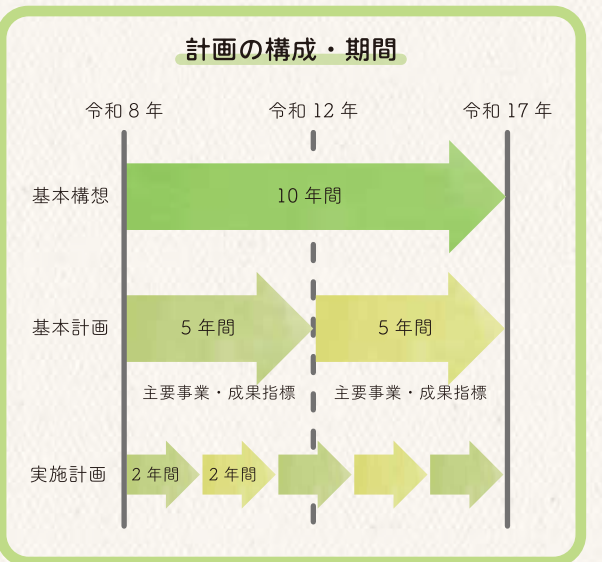 計画の構成・期間
令和8年 令和12年 令和17年
基本構想 10年間
基本計画 5年間 5年間
主要事業・成果指標 主要事業・成果指標
実施計画 2年間 2年間